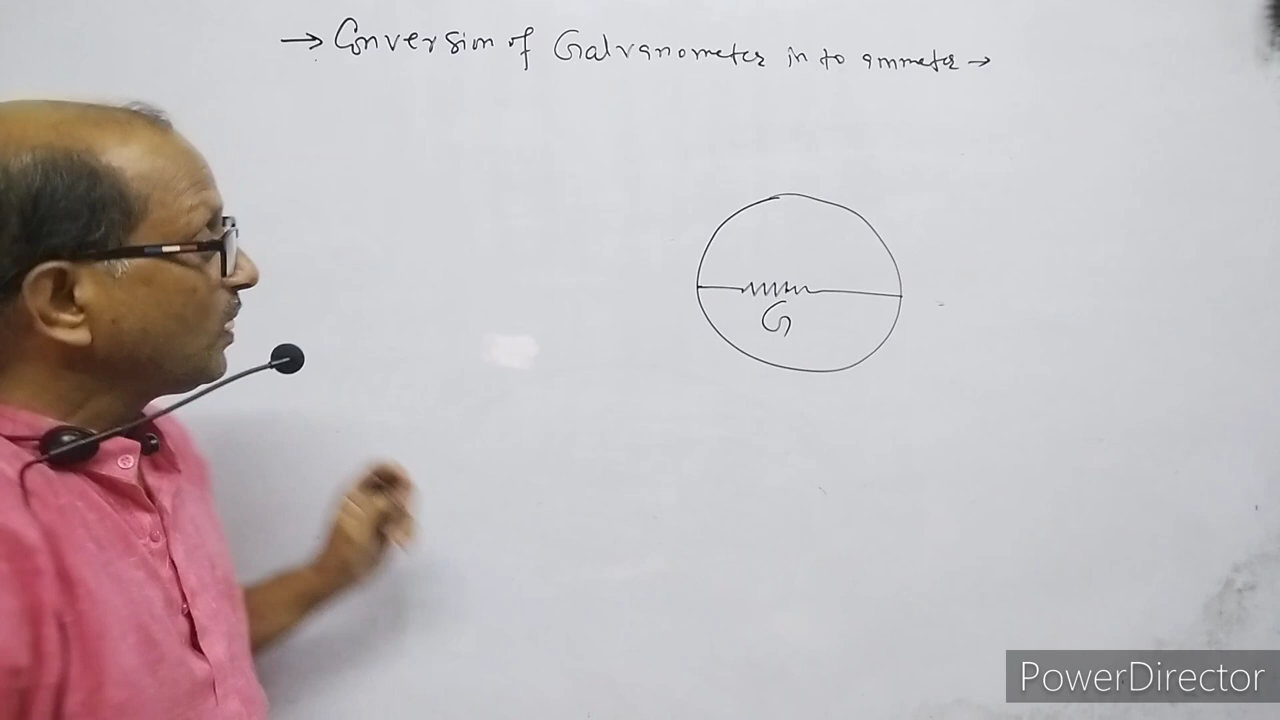 → Conversion of Galvanometer in to ammeter →
G
PowerDirector